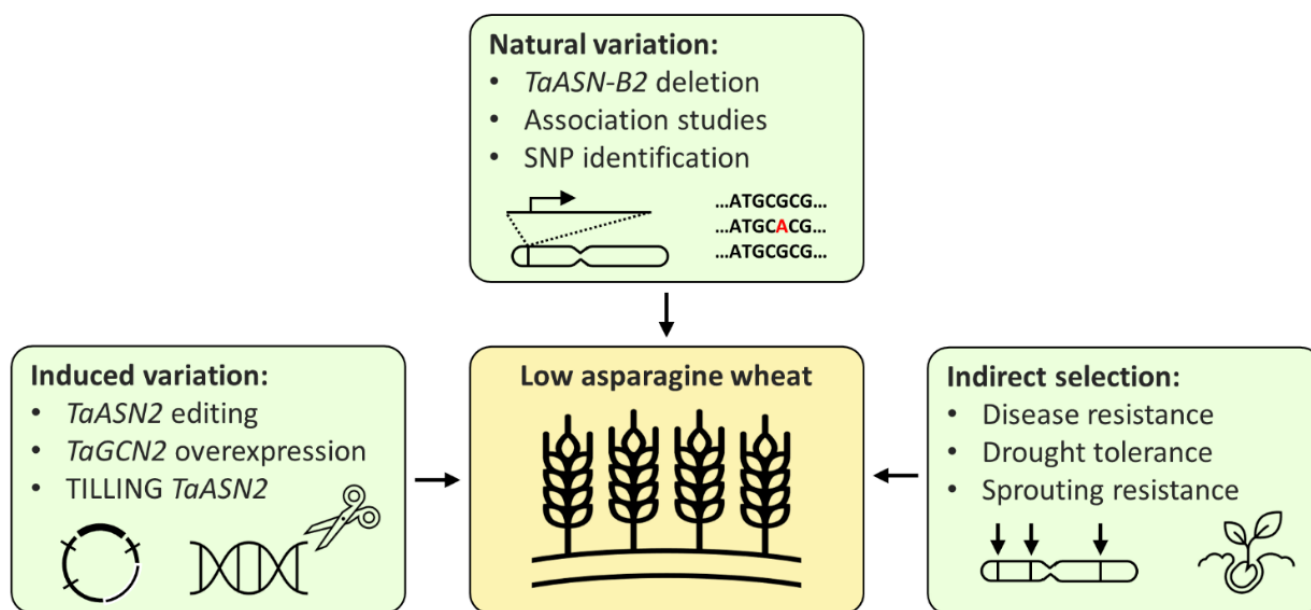 Natural variation:
• TaASN-B2 deletion
• Association studies
• SNP identification
...ATGCGCG...
...ATGCACG...
...ATGCGCG...
Induced variation:
• TaASN2 editing
• TaGCN2 overexpression
• TILLING TaASN2
Low asparagine wheat
Indirect selection:
• Disease resistance
• Drought tolerance
• Sprouting resistance